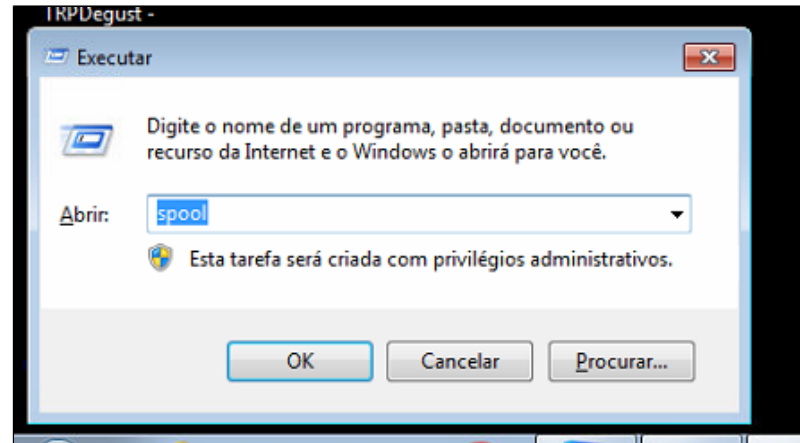 TRPDegust -
Executar
Digite o nome de um programa, pasta, documento ou
recurso da Internet e o Windows o abrirá para você.
Abrir: spool
Esta tarefa será criada com privilégios administrativos.
OK Cancelar Procurar...